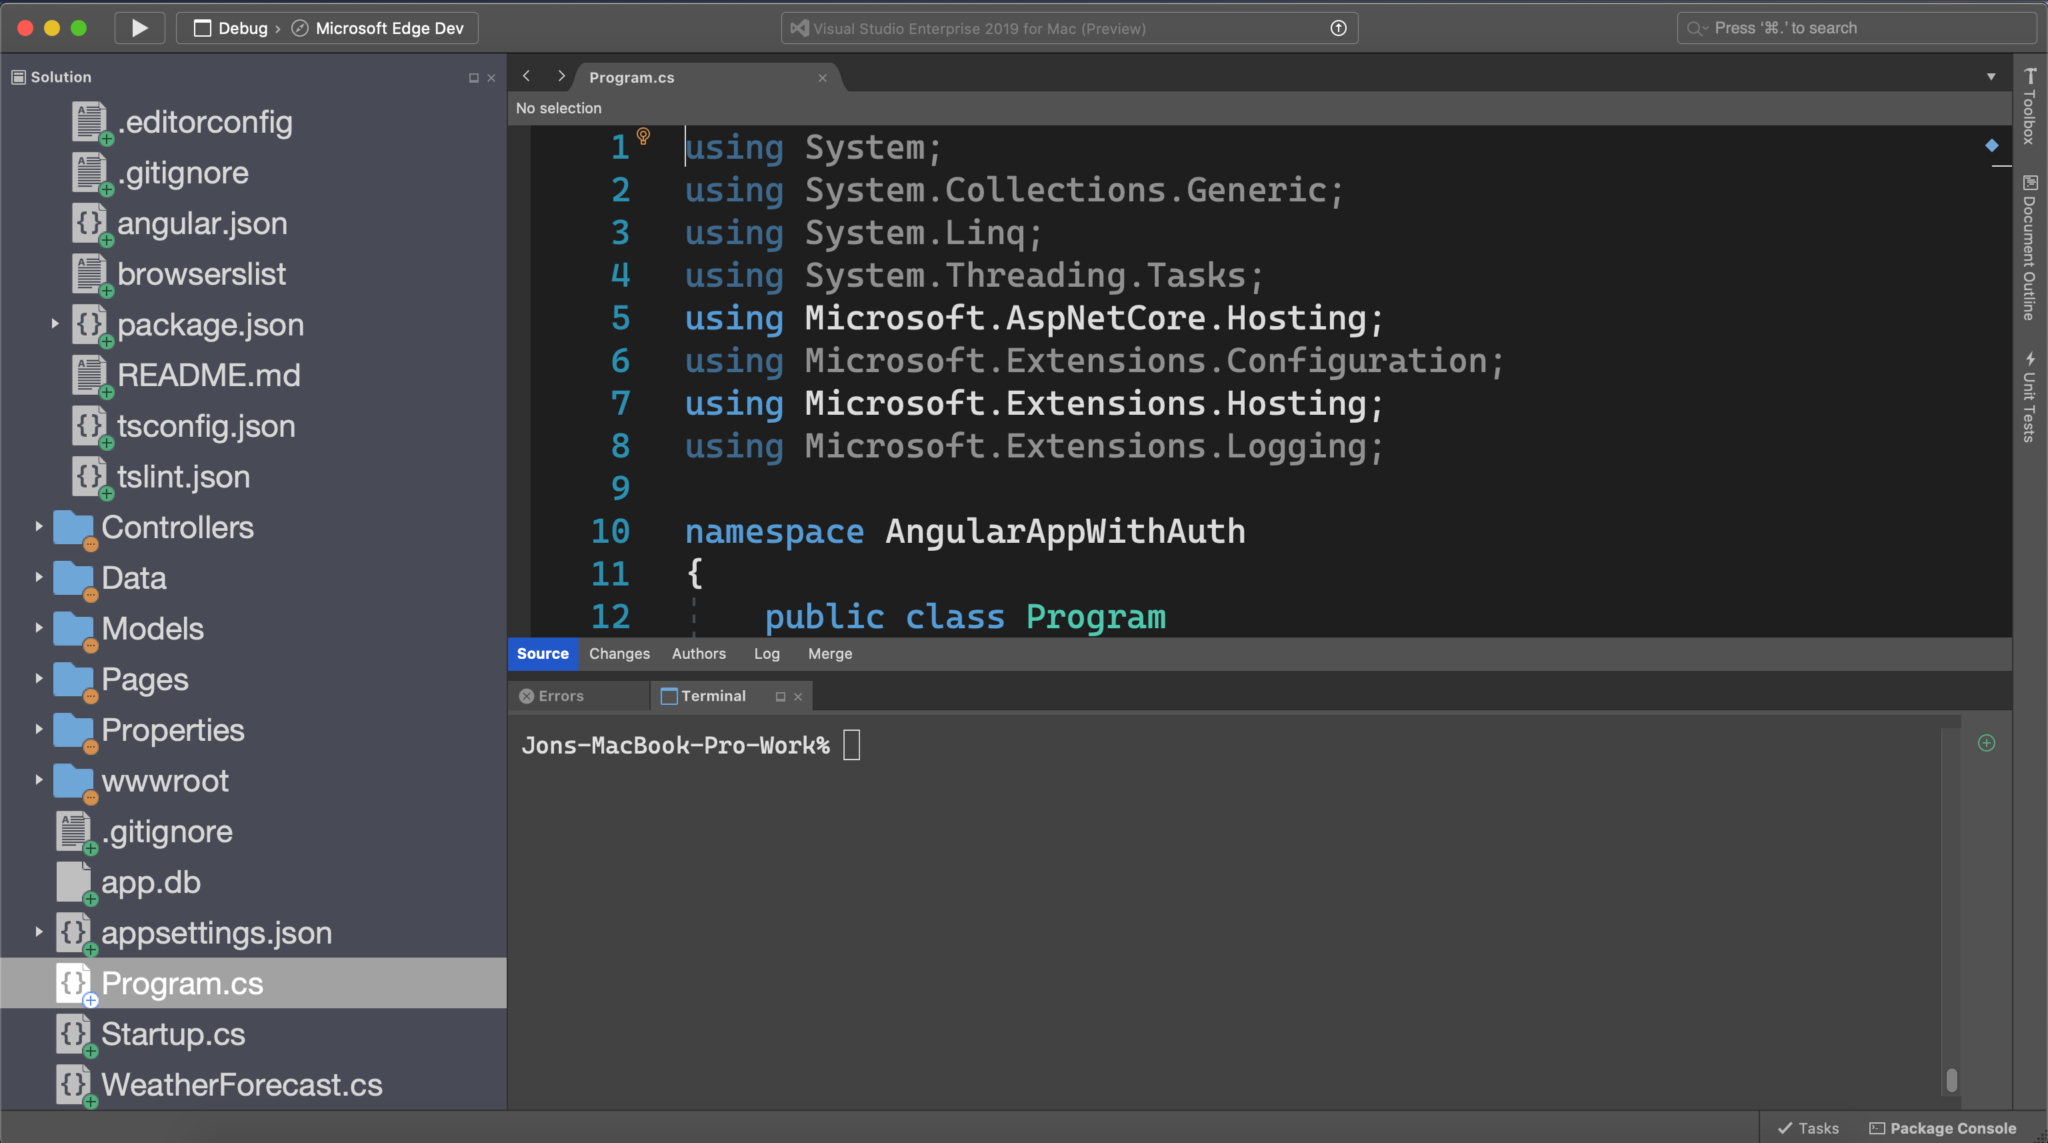 Debug › Microsoft Edge Dev
Visual Studio Enterprise 2019 for Mac (Preview)
Press ‘⌘.’ to search
Solution
.editorconfig
.gitignore
angular.json
browserslist
package.json
README.md
tsconfig.json
tslint.json
Controllers
Data
Models
Pages
Properties
wwwroot
.gitignore
app.db
appsettings.json
Program.cs
Startup.cs
WeatherForecast.cs
Program.cs
No selection
1 using System;
2 using System.Collections.Generic;
3 using System.Linq;
4 using System.Threading.Tasks;
5 using Microsoft.AspNetCore.Hosting;
6 using Microsoft.Extensions.Configuration;
7 using Microsoft.Extensions.Hosting;
8 using Microsoft.Extensions.Logging;
9
10 namespace AngularAppWithAuth
11 {
12 public class Program
Source Changes Authors Log Merge
Errors Terminal
Jons-MacBook-Pro-Work%
Toolbox
Document Outline
Unit Tests
Tasks Package Console